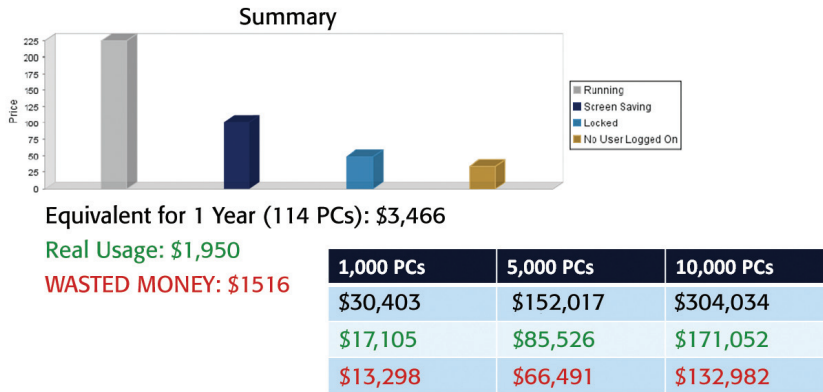 Summary
225
200
175
150
125
100
75
50
25
0
Price
Running
Screen Saving
Locked
No User Logged On
Equivalent for 1 Year (114 PCs): $3,466
Real Usage: $1,950
WASTED MONEY: $1516
1,000 PCs 5,000 PCs 10,000 PCs
$30,403 $152,017 $304,034
$17,105 $85,526 $171,052
$13,298 $66,491 $132,982